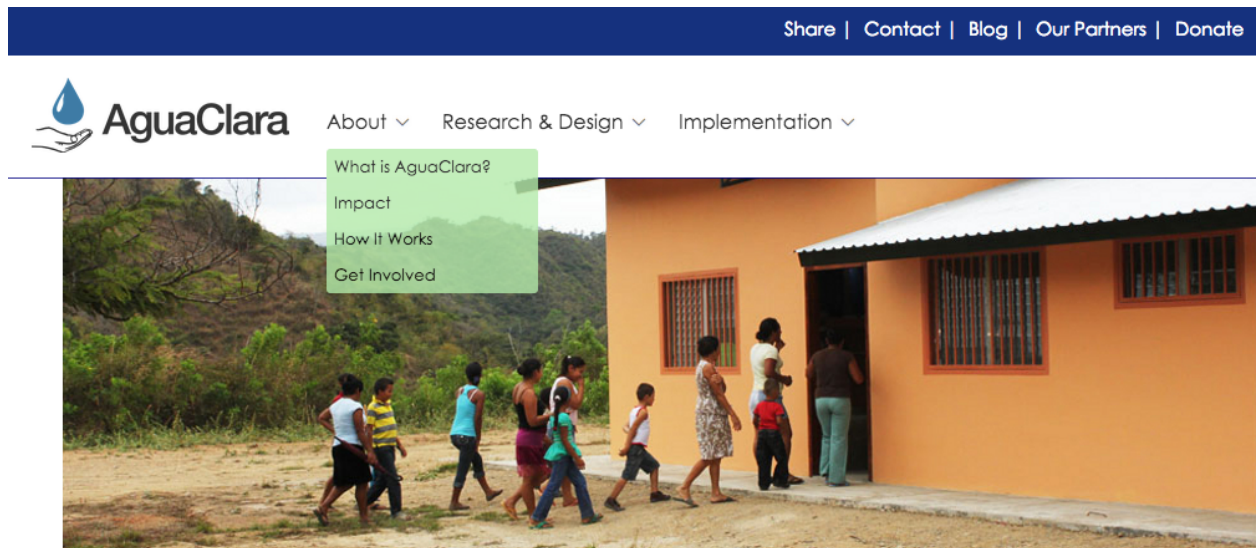 Share | Contact | Blog | Our Partners | Donate
AguaClara
About Research & Design Implementation
What is AguaClara?
Impact
How It Works
Get Involved